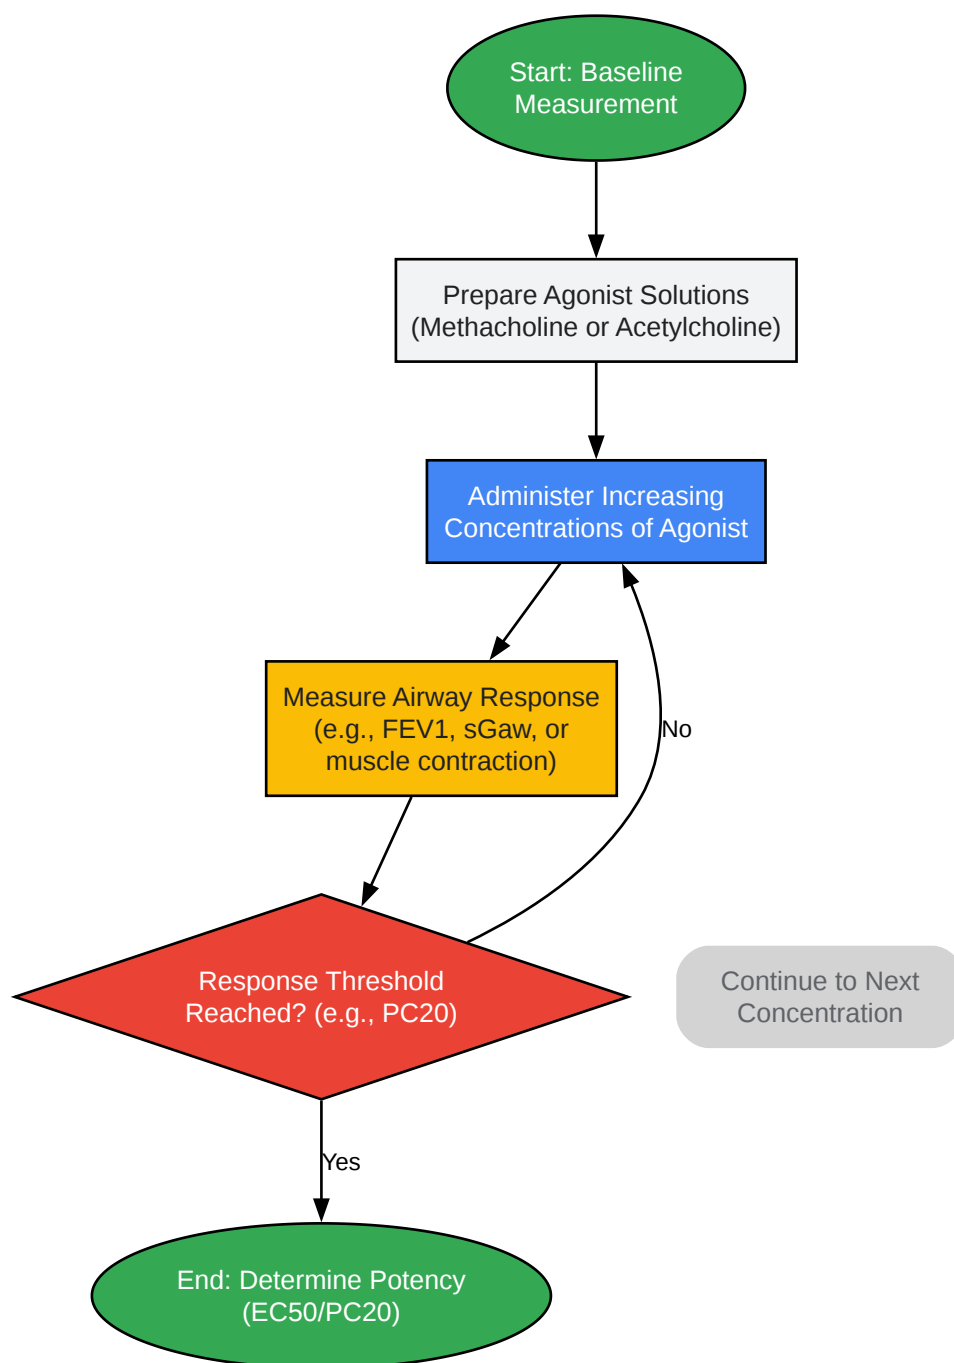 Start: Baseline
Measurement
Prepare Agonist Solutions
(Methacholine or Acetylcholine)
Administer Increasing
Concentrations of Agonist
Measure Airway Response
(e.g., FEV1, sGaw, or
muscle contraction)
No
Response Threshold
Reached? (e.g., PC20)
Continue to Next
Concentration
Yes
End: Determine Potency
(EC50/PC20)